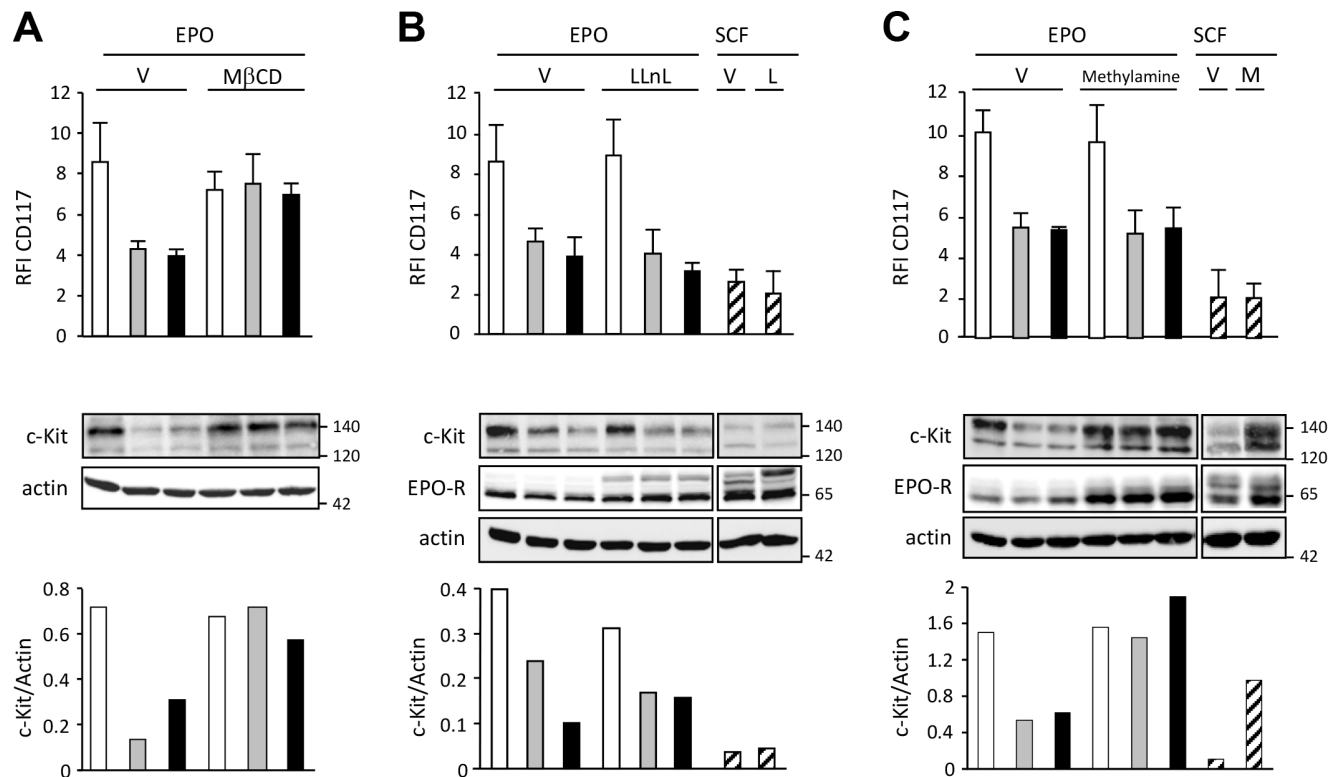 A
EPO
V MβCD
12
10
8
6
4
2
0
RFI CD117
c-Kit
140
120
actin
42
0.8
0.6
0.4
0.2
0
c-Kit/Actin
B
EPO SCF
V LLnL V L
12
10
8
6
4
2
0
RFI CD117
c-Kit
140
120
EPO-R
65
actin
42
0.4
0.3
0.2
0.1
0
c-Kit/Actin
C
EPO SCF
V Methylamine V M
12
10
8
6
4
2
0
RFI CD117
c-Kit
140
120
EPO-R
65
actin
42
2
1.6
1.2
0.8
0.4
0
c-Kit/Actin